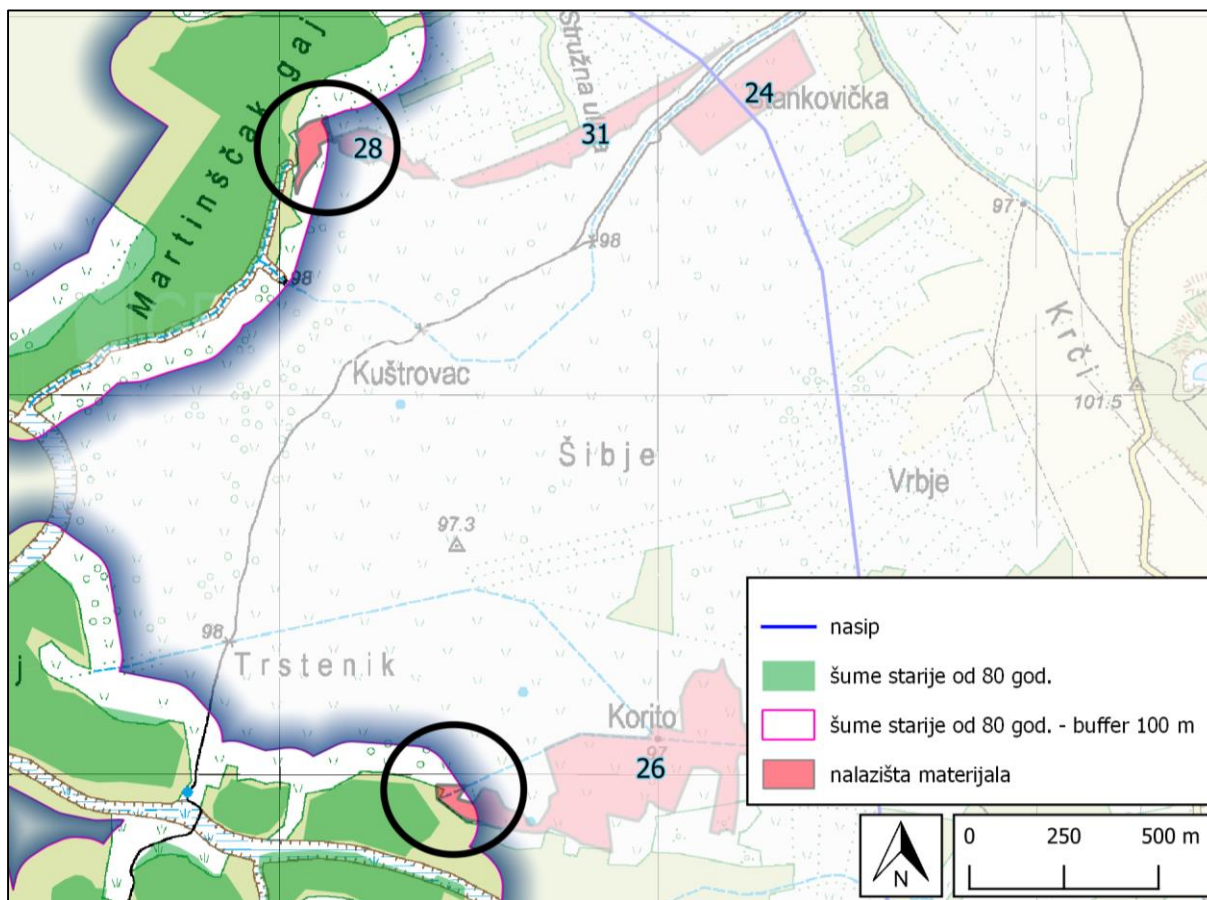 Martinščak gaj
Stružna ul
Stankovička
24
31
28
97
98
98
Krči
Kuštrovac
101.5
Šibje
Vrbje
97.3
98
Trstenik
j
Korito
97
26
nasip
šume starije od 80 god.
šume starije od 80 god. - buffer 100 m
nalazišta materijala
N
0 250 500 m